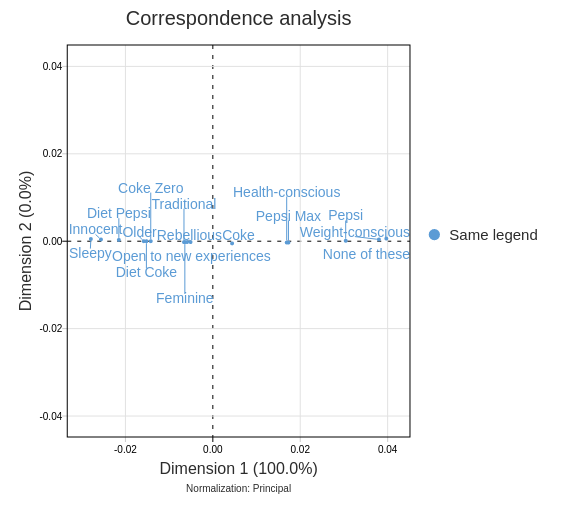 Correspondence analysis
0.04
0.02
0.00
-0.02
-0.04
Dimension 2 (0.0%)
Coke Zero
Health-conscious
Traditional
Diet Pepsi
Pepsi Max
Pepsi
Innocent
Older
Rebellious
Coke
Weight-conscious
Sleepy
Open to new experiences
None of these
Diet Coke
Feminine
Same legend
-0.02
0.00
0.02
0.04
Dimension 1 (100.0%)
Normalization: Principal